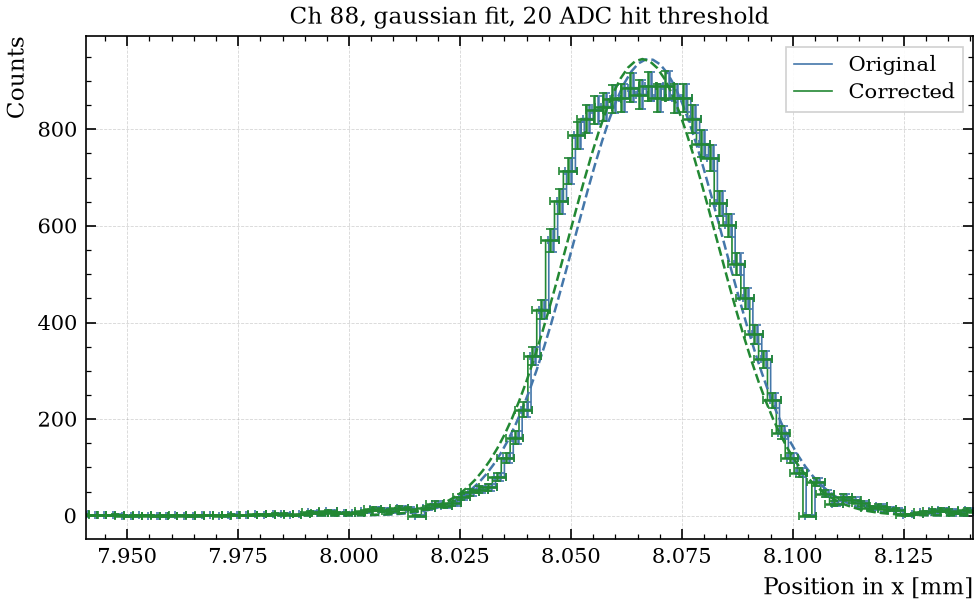 Ch 88, gaussian fit, 20 ADC hit threshold
Counts
Original
Corrected
800
600
400
200
0
7.950 7.975 8.000 8.025 8.050 8.075 8.100 8.125
Position in x [mm]